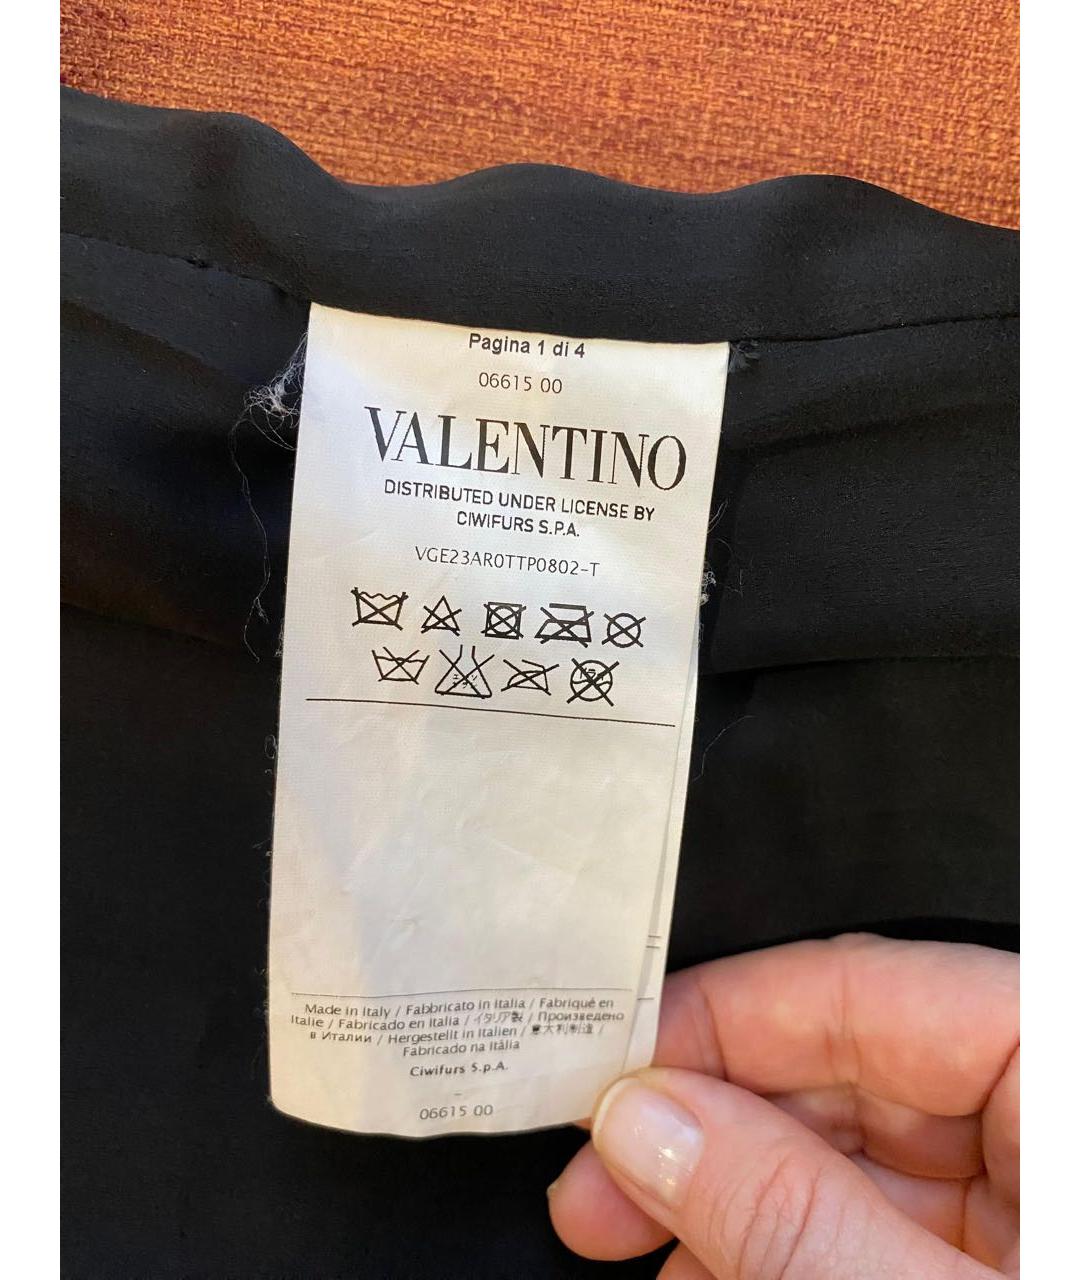 Pagina 1 di 4
06615 00
VALENTINO
DISTRIBUTED UNDER LICENSE BY
CIWIFURS S.P.A.
VGE23AR0TTP0802-T
Made in Italy / Fabbricato in Italia / Fabriqué en
Italie / Fabricado en Italia / イタリア製 / Произведено
в Италии / Hergestellt in Italien / 意大利制造 /
Fabricado na Itália
Ciwifurs S.p.A.
–
06615 00